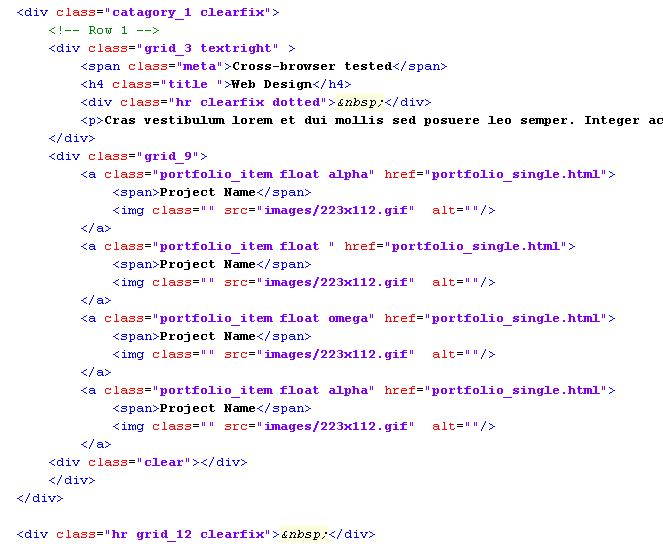 <div class="catagory_1 clearfix">
<!-- Row 1 -->
<div class="grid_3 textright" >
<span class="meta">Cross-browser tested</span>
<h4 class="title ">Web Design</h4>
<div class="hr clearfix dotted">&nbsp;</div>
<p>Cras vestibulum lorem et dui mollis sed posuere leo semper. Integer ac
</div>
<div class="grid_9">
<a class="portfolio_item float alpha" href="portfolio_single.html">
<span>Project Name</span>
<img class="" src="images/223x112.gif"  alt=""/>
</a>
<a class="portfolio_item float " href="portfolio_single.html">
<span>Project Name</span>
<img class="" src="images/223x112.gif"  alt=""/>
</a>
<a class="portfolio_item float omega" href="portfolio_single.html">
<span>Project Name</span>
<img class="" src="images/223x112.gif"  alt=""/>
</a>
<a class="portfolio_item float alpha" href="portfolio_single.html">
<span>Project Name</span>
<img class="" src="images/223x112.gif"  alt=""/>
</a>
<div class="clear"></div>
</div>
</div>
<div class="hr grid_12 clearfix">&nbsp;</div>